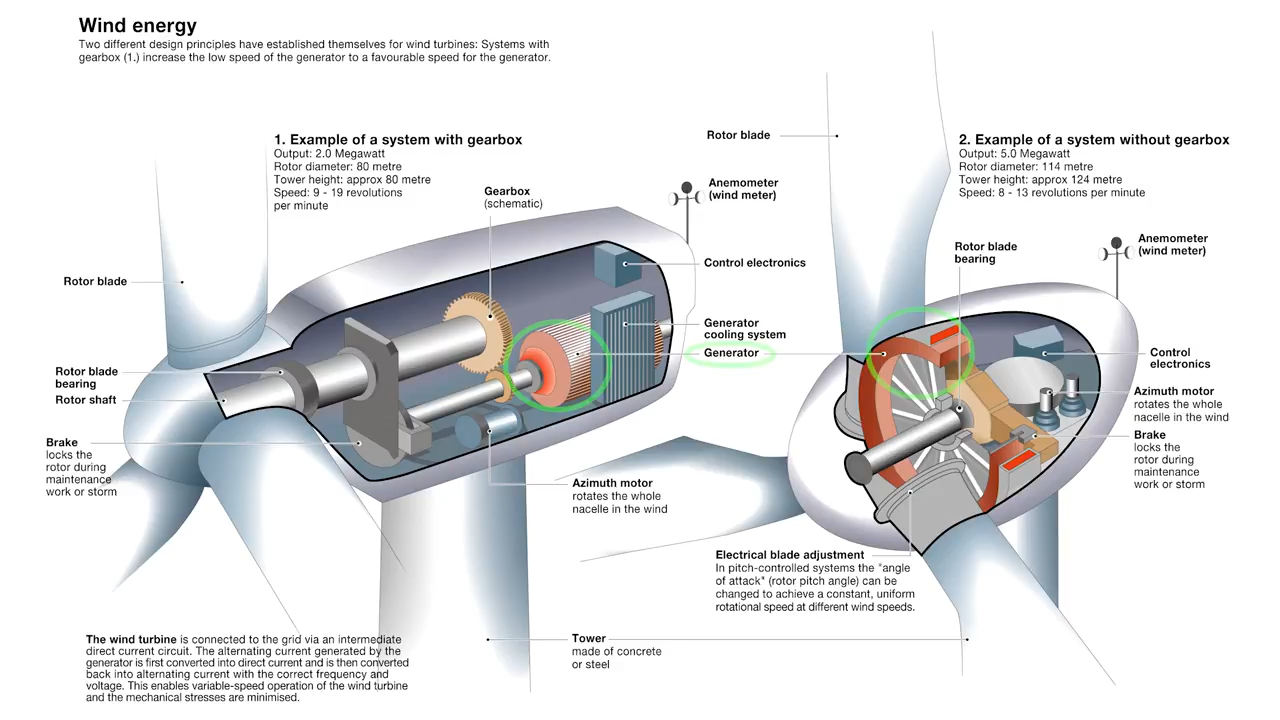 Wind energy
Two different design principles have established themselves for wind turbines: Systems with
gearbox (1.) increase the low speed of the generator to a favourable speed for the generator.
1. Example of a system with gearbox
Output: 2.0 Megawatt
Rotor diameter: 80 metre
Tower height: approx 80 metre
Speed: 9 - 19 revolutions
per minute
Gearbox
(schematic)
Rotor blade
Anemometer
(wind meter)
2. Example of a system without gearbox
Output: 5.0 Megawatt
Rotor diameter: 114 metre
Tower height: approx 124 metre
Speed: 8 - 13 revolutions per minute
Rotor blade
bearing
Anemometer
(wind meter)
Rotor blade
Control electronics
Generator
cooling system
Generator
Control
electronics
Rotor blade
bearing
Rotor shaft
Azimuth motor
rotates the whole
nacelle in the wind
Brake
locks the
rotor during
maintenance
work or storm
Brake
locks the
rotor during
maintenance
work or storm
Azimuth motor
rotates the whole
nacelle in the wind
Electrical blade adjustment
In pitch-controlled systems the "angle
of attack" (rotor pitch angle) can be
changed to achieve a constant, uniform
rotational speed at different wind speeds.
The wind turbine is connected to the grid via an intermediate
direct current circuit. The alternating current generated by the
generator is first converted into direct current and is then converted
back into alternating current with the correct frequency and
voltage. This enables variable-speed operation of the wind turbine
and the mechanical stresses are minimised.
Tower
made of concrete
or steel